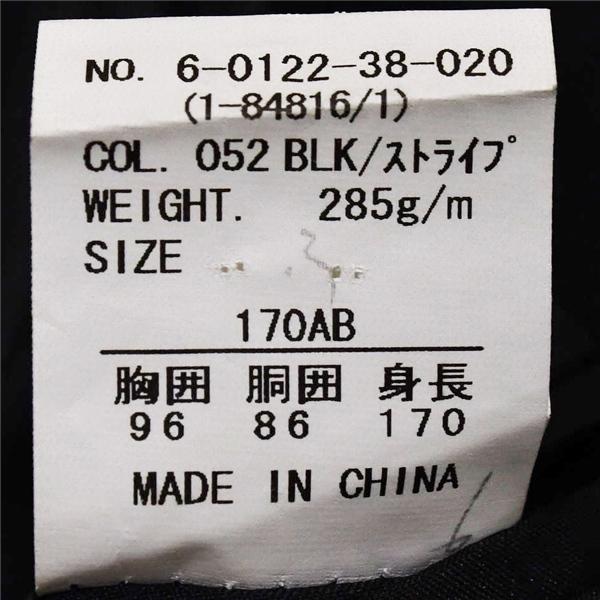 NO. 6-0122-38-020
(1-84816/1)
COL. 052 BLK/ストライプ
WEIGHT. 285g/m
SIZE
170AB
胸囲 胴囲 身長
96 86 170
MADE IN CHINA